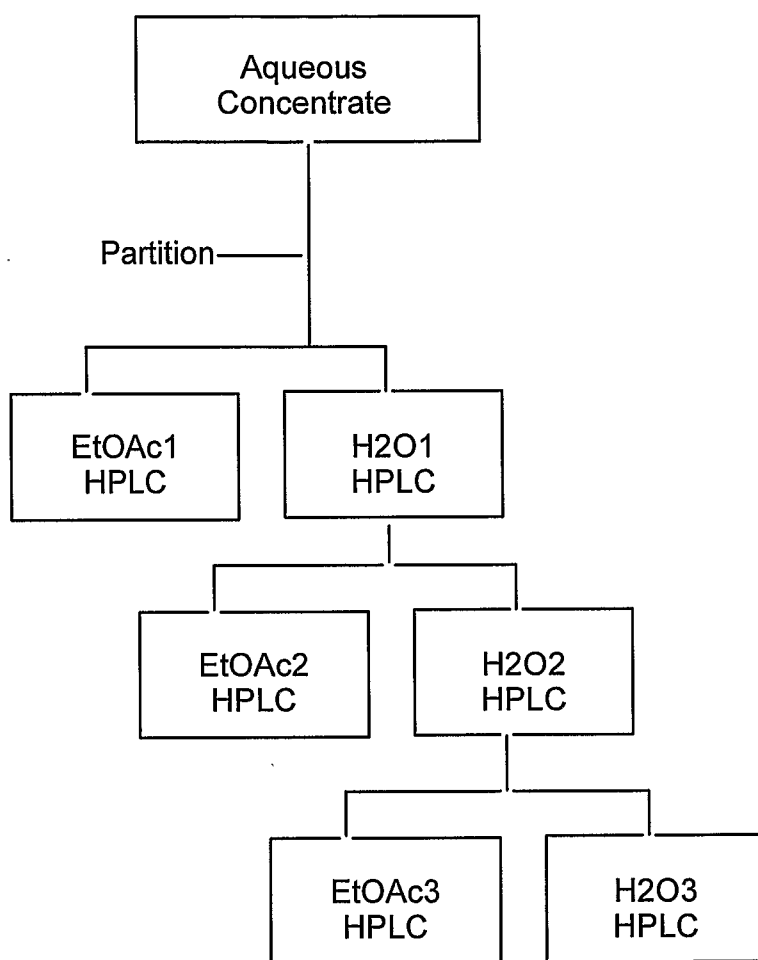 Aqueous
Concentrate
Partition
EtOAc1
HPLC
H2O1
HPLC
EtOAc2
HPLC
H2O2
HPLC
EtOAc3
HPLC
H2O3
HPLC